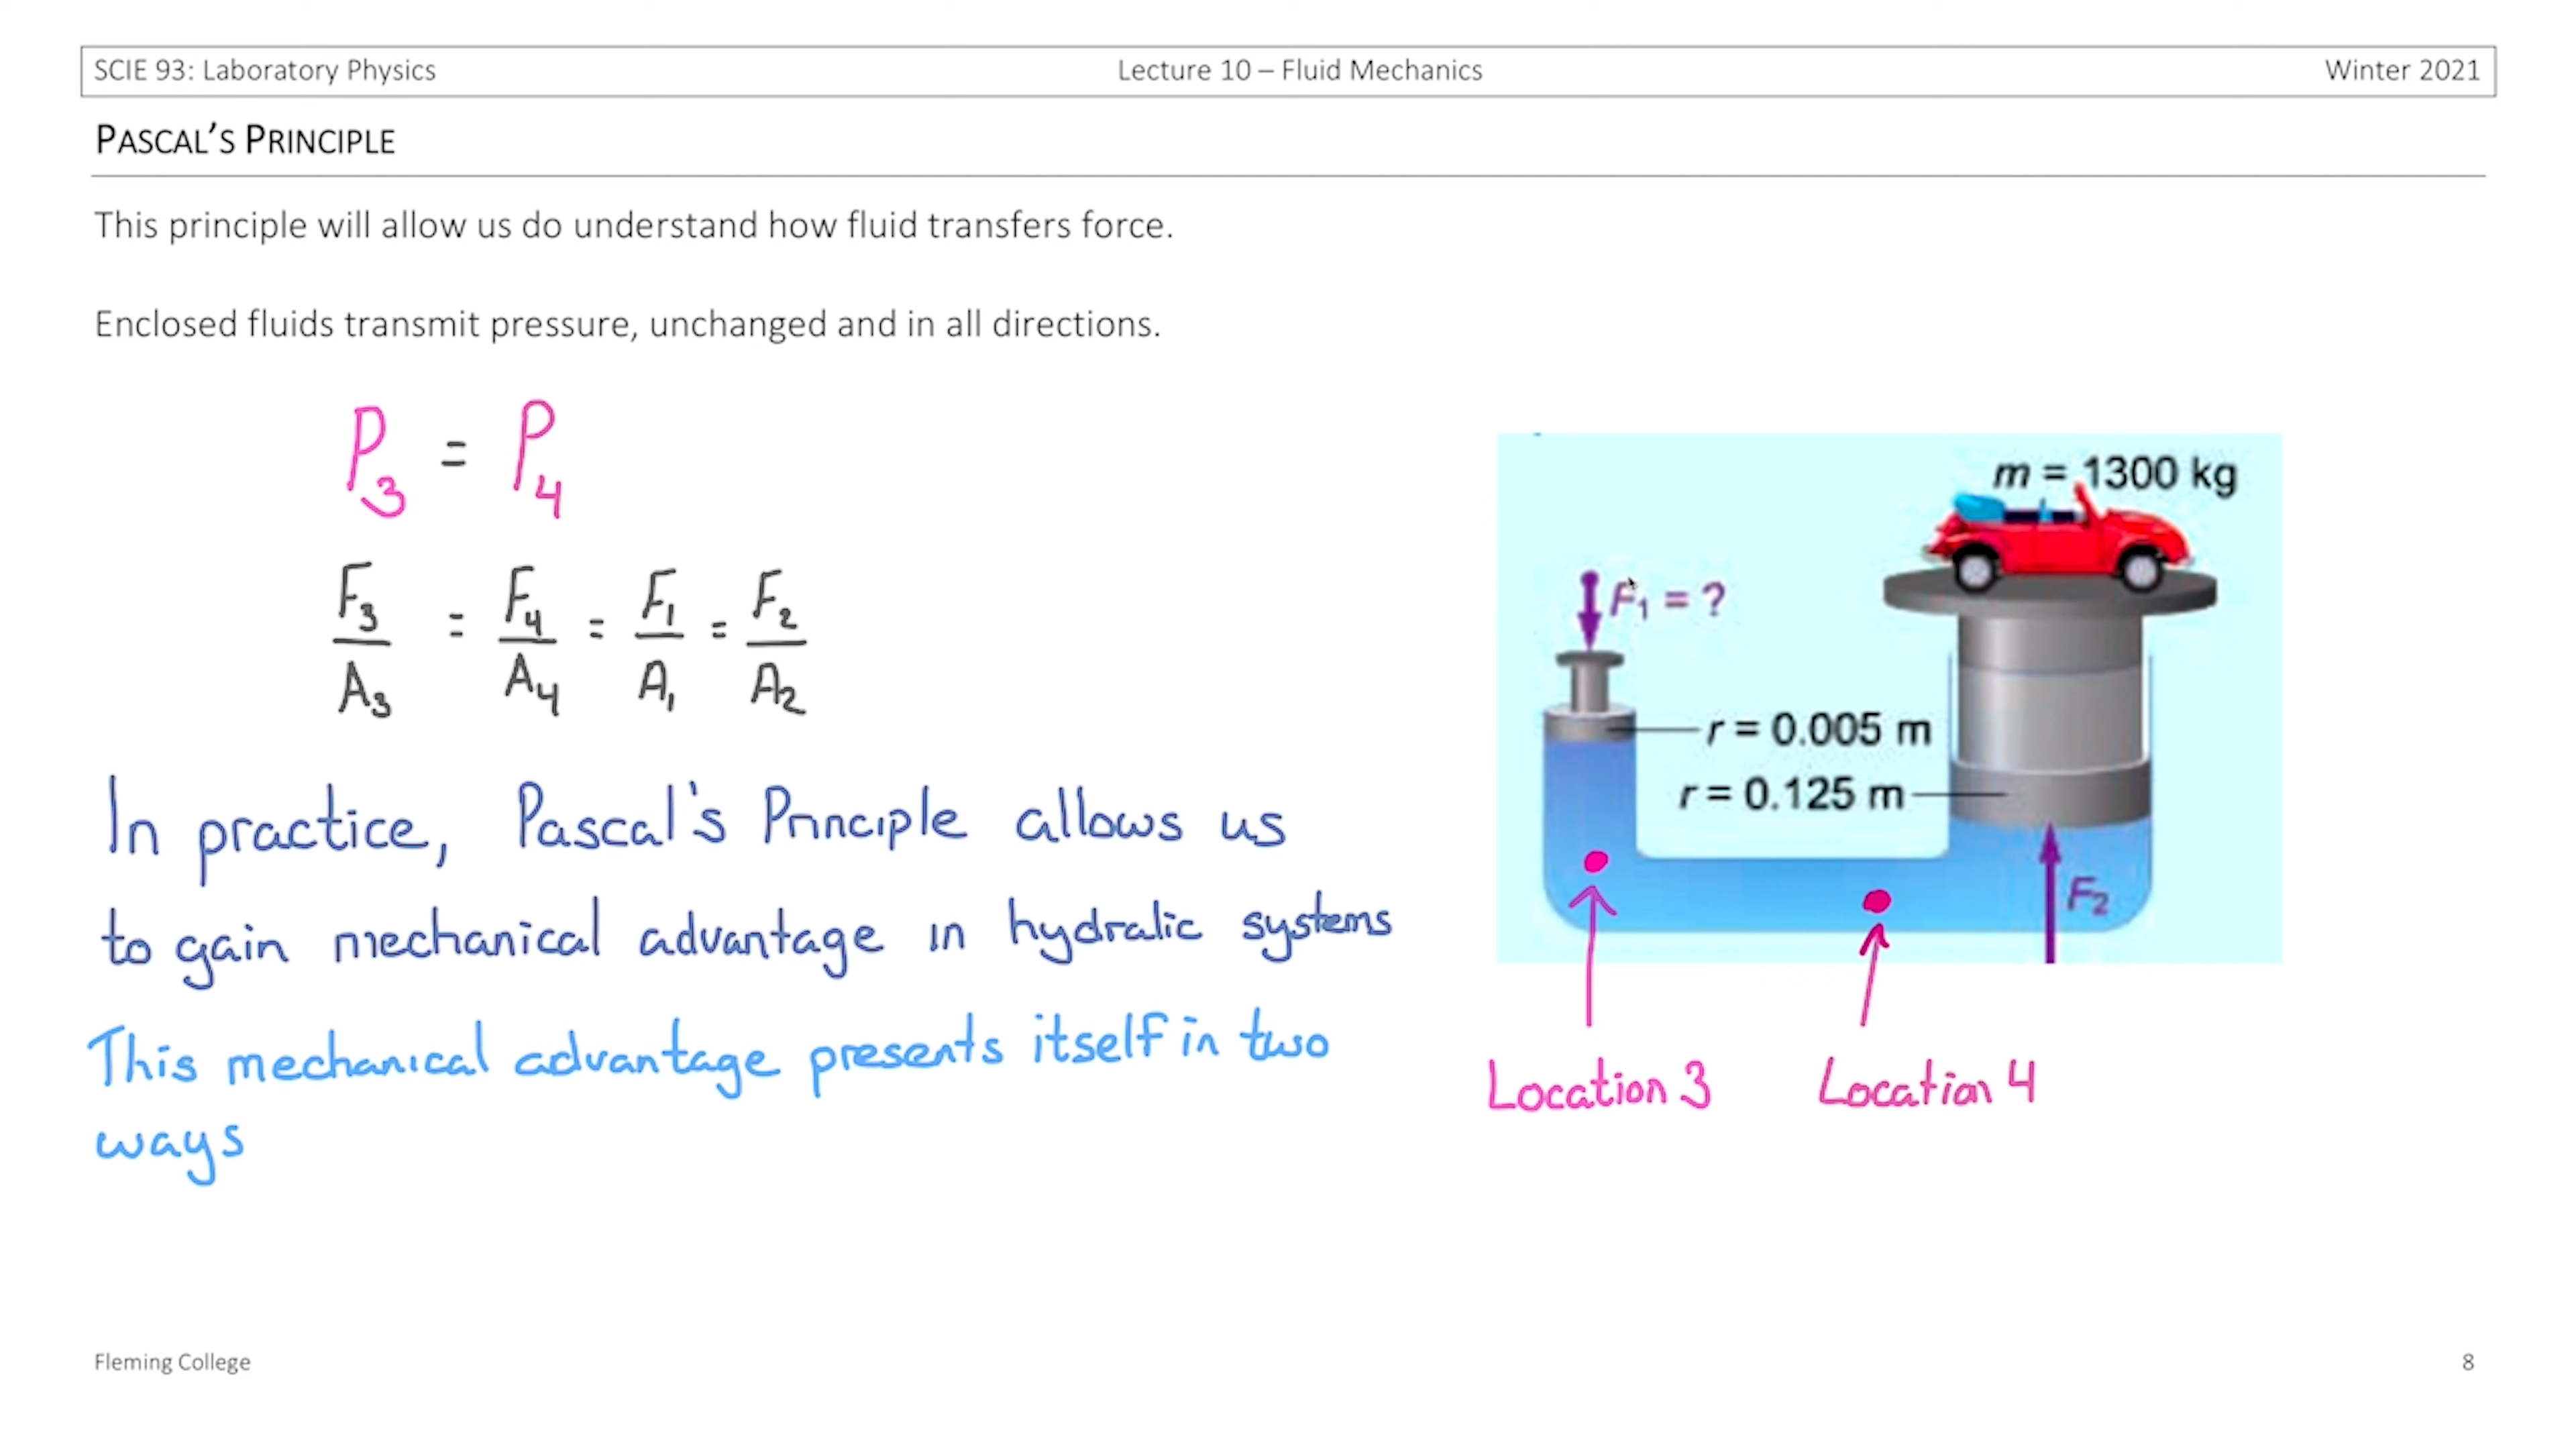 SCIE 93: Laboratory Physics Lecture 10 – Fluid Mechanics Winter 2021
PASCAL'S PRINCIPLE
This principle will allow us do understand how fluid transfers force.
Enclosed fluids transmit pressure, unchanged and in all directions.
P₃ = P₄
F₃/A₃ = F₄/A₄ = F₁/A₁ = F₂/A₂
In practice, Pascal's Principle allows us
to gain mechanical advantage in hydralic systems
This mechanical advantage presents itself in two
ways
m = 1300 kg
F₁ = ?
r = 0.005 m
r = 0.125 m
F₂
Location 3 Location 4
Fleming College 8